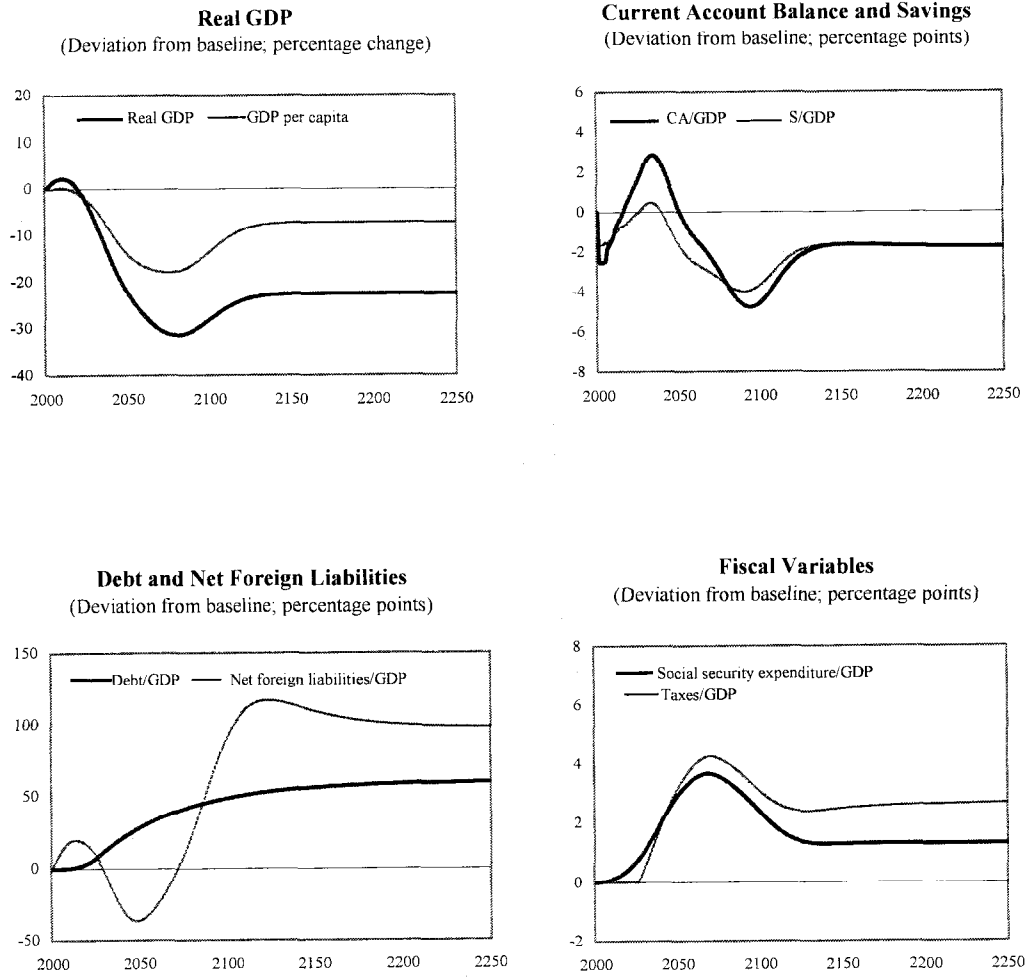 Real GDP
(Deviation from baseline; percentage change)
20
Real GDP GDP per capita
0
-10
-20
-30
-40
2000 2050 2100 2150 2200 2250
Current Account Balance and Savings
(Deviation from baseline; percentage points)
6
CA/GDP S/GDP
4
2
0
-2
-4
-6
-8
2000 2050 2100 2150 2200 2250
Debt and Net Foreign Liabilities
(Deviation from baseline; percentage points)
150
Debt/GDP Net foreign liabilities/GDP
100
50
0
-50
2000 2050 2100 2150 2200 2250
Fiscal Variables
(Deviation from baseline; percentage points)
8
Social security expenditure/GDP
Taxes/GDP
6
4
2
0
-2
2000 2050 2100 2150 2200 2250